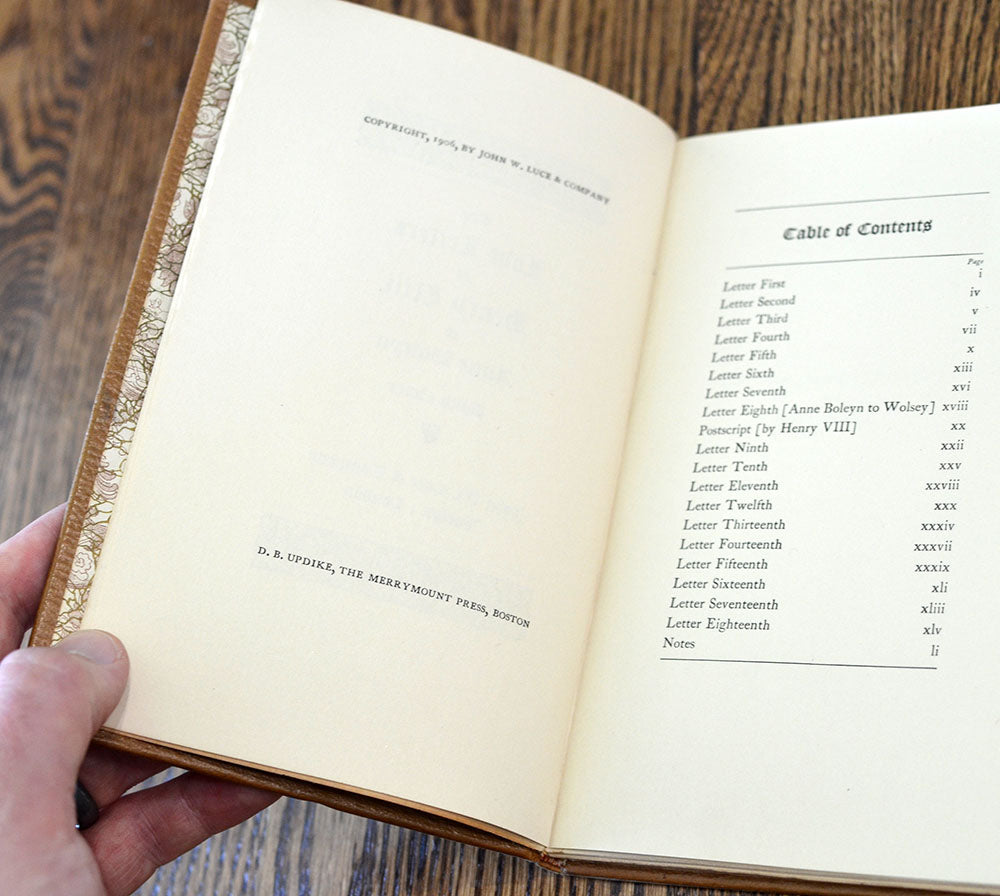 COPYRIGHT, 1906, BY JOHN W. LUCE & COMPANY
D. B. UPDIKE, THE MERRYMOUNT PRESS, BOSTON
Table of Contents
Page
Letter First i
Letter Second iv
Letter Third v
Letter Fourth vii
Letter Fifth x
Letter Sixth xiii
Letter Seventh xvi
Letter Eighth [Anne Boleyn to Wolsey] xviii
Postscript [by Henry VIII] xx
Letter Ninth xxii
Letter Tenth xxv
Letter Eleventh xxviii
Letter Twelfth xxx
Letter Thirteenth xxxiv
Letter Fourteenth xxxvii
Letter Fifteenth xxxix
Letter Sixteenth xli
Letter Seventeenth xliii
Letter Eighteenth xlv
Notes li